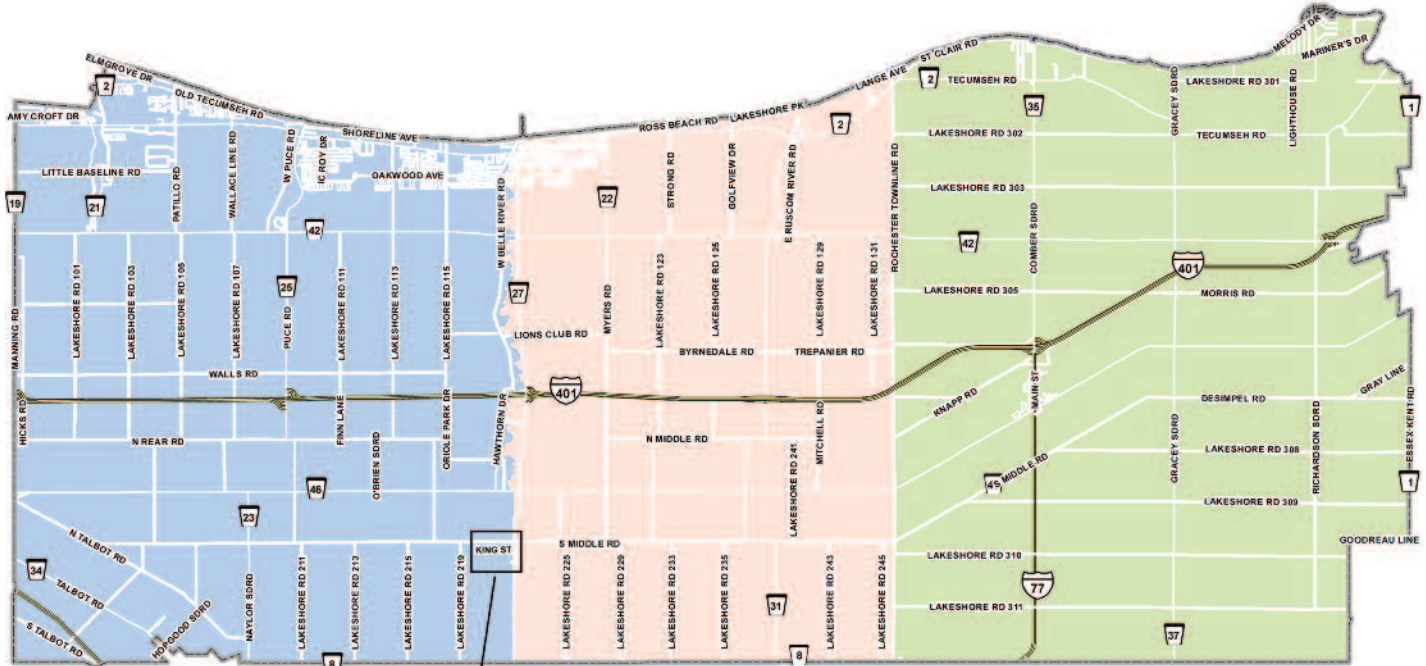 MELODY DR
MARINER'S DR
ELMGROVE DR
2
OLD TECUMSEH RD
AMY CROFT DR
SHORELINE AVE
ROSS BEACH RD
LAKESHORE PK
LANGE AVE
ST CLAIR RD
2
2
TECUMSEH RD
35
GRACEY SDRD
LAKESHORE RD 301
LIGHTHOUSE RD
1
LAKESHORE RD 302
TECUMSEH RD
LITTLE BASELINE RD
PATILLO RD
WALLACE LINE RD
W PUCE RD
IC ROY DR
OAKWOOD AVE
W BELLE RIVER RD
22
STRONG RD
GOLFVIEW DR
E RUSCOM RIVER RD
ROCHESTER TOWNLINE RD
LAKESHORE RD 303
19
21
42
42
COMBER SDRD
401
MANNING RD
LAKESHORE RD 101
LAKESHORE RD 103
LAKESHORE RD 105
LAKESHORE RD 107
25
PUCE RD
LAKESHORE RD 111
LAKESHORE RD 113
LAKESHORE RD 115
27
MYERS RD
LAKESHORE RD 123
LAKESHORE RD 125
LAKESHORE RD 129
LAKESHORE RD 131
LAKESHORE RD 305
MORRIS RD
LIONS CLUB RD
BYRNEDALE RD
TREPANIER RD
WALLS RD
401
HICKS RD
FINN LANE
ORIOLE PARK DR
HAWTHORN DR
KNAPP RD
MAIN ST
DESIMPEL RD
GRAY LINE
ESSEX-KENT RD
N REAR RD
O'BRIEN SDRD
N MIDDLE RD
MITCHELL RD
LAKESHORE RD 241
GRACEY SDRD
LAKESHORE RD 308
RICHARDSON SDRD
46
S MIDDLE RD
1
LAKESHORE RD 309
23
N TALBOT RD
KING ST
S MIDDLE RD
GOODREAU LINE
LAKESHORE RD 310
34
TALBOT RD
S TALBOT RD
HOPGOOD SDRD
NAYLOR SDRD
LAKESHORE RD 211
LAKESHORE RD 213
LAKESHORE RD 215
LAKESHORE RD 219
LAKESHORE RD 225
LAKESHORE RD 229
LAKESHORE RD 233
LAKESHORE RD 235
31
LAKESHORE RD 243
LAKESHORE RD 245
77
LAKESHORE RD 311
37
8
8